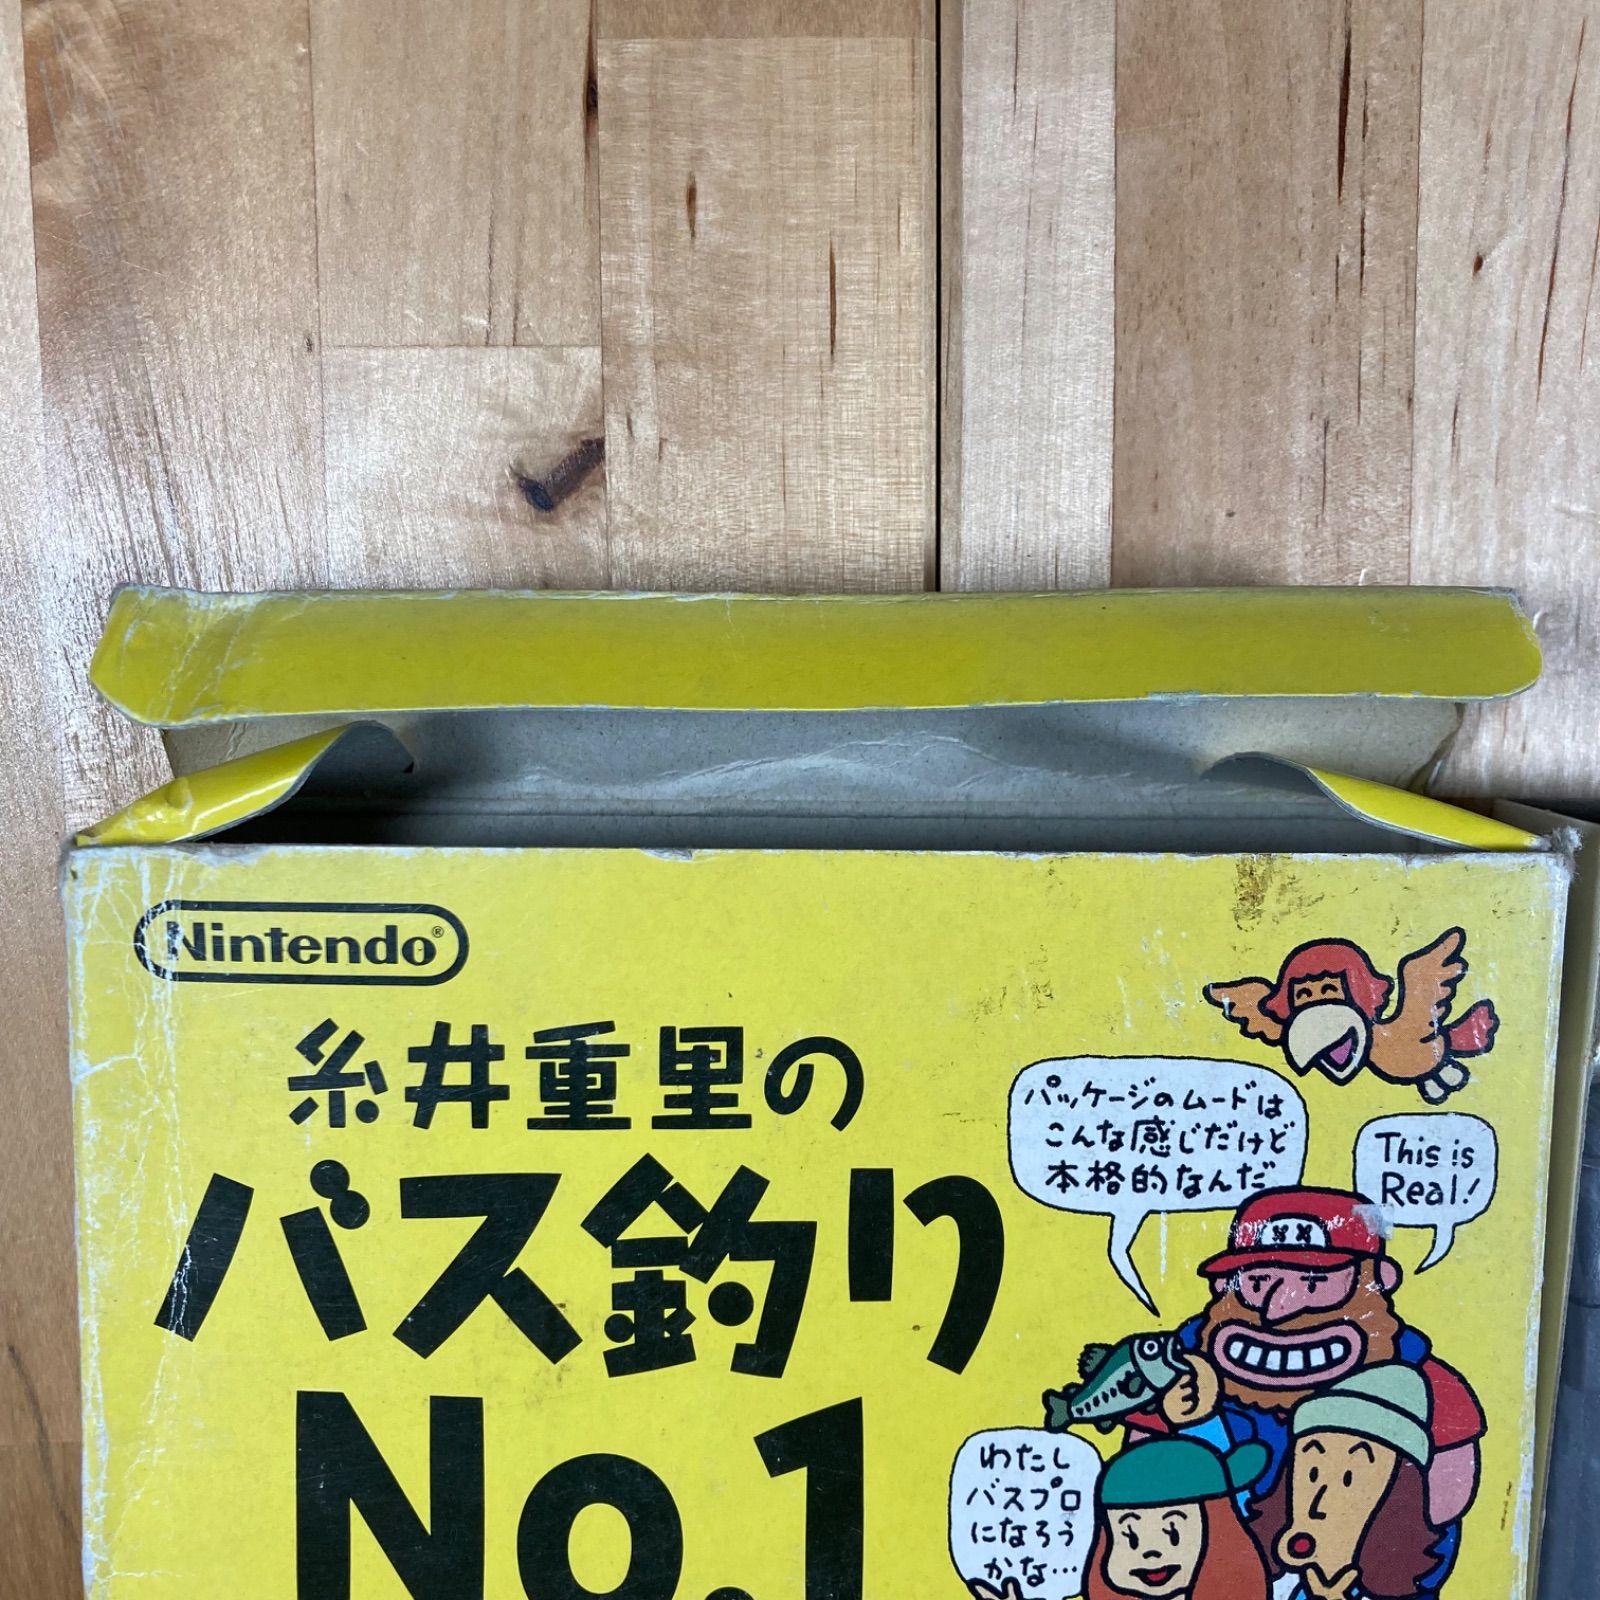 Nintendo®
糸井重里の
バス釣り
No.1
パッケージのムードは
こんな感じだけど
本格的なんだ
This is
Real!
わたし
バスプロ
になろう
かな…